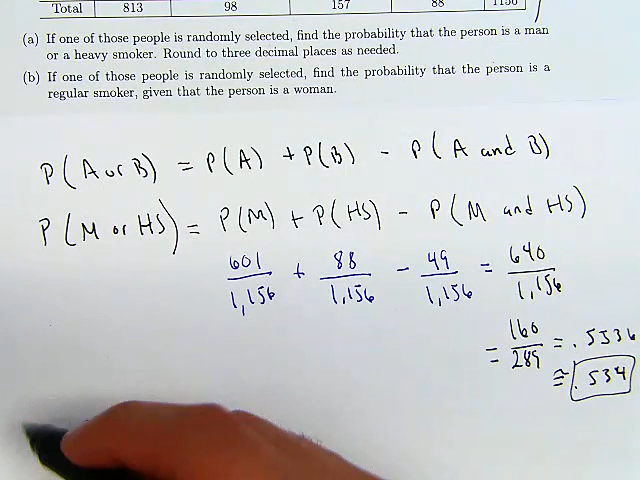 Total 813 98 157 88 1156
(a) If one of those people is randomly selected, find the probability that the person is a man
or a heavy smoker. Round to three decimal places as needed.
(b) If one of those people is randomly selected, find the probability that the person is a
regular smoker, given that the person is a woman.
P(A or B) = P(A) + P(B) - P(A and B)
P(M or HS) = P(M) + P(HS) - P(M and HS)
601/1,156 + 88/1,156 - 49/1,156 = 640/1,156
= 160/289 = .5536
≅ .534